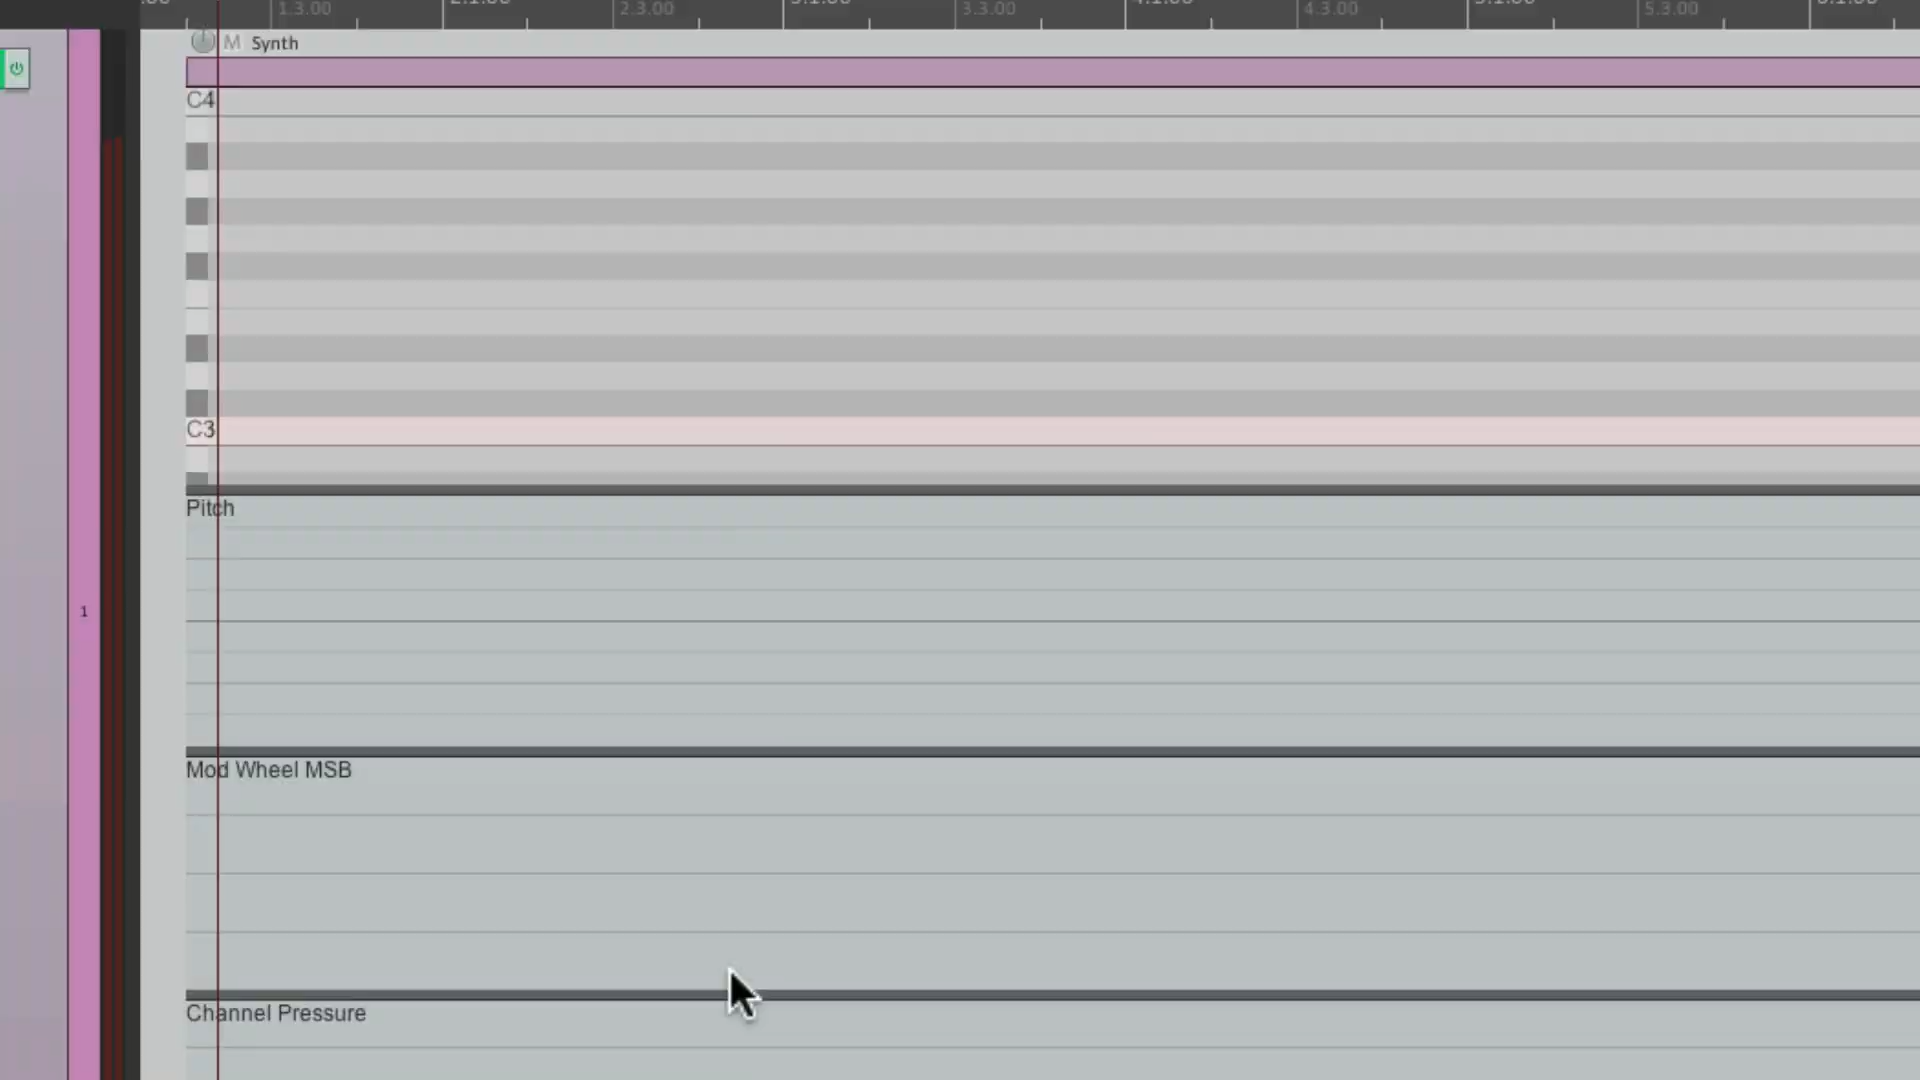 1.3.00 2.3.00 3.3.00 4.3.00 5.3.00
M Synth
C4
C3
Pitch
1
Mod Wheel MSB
Channel Pressure